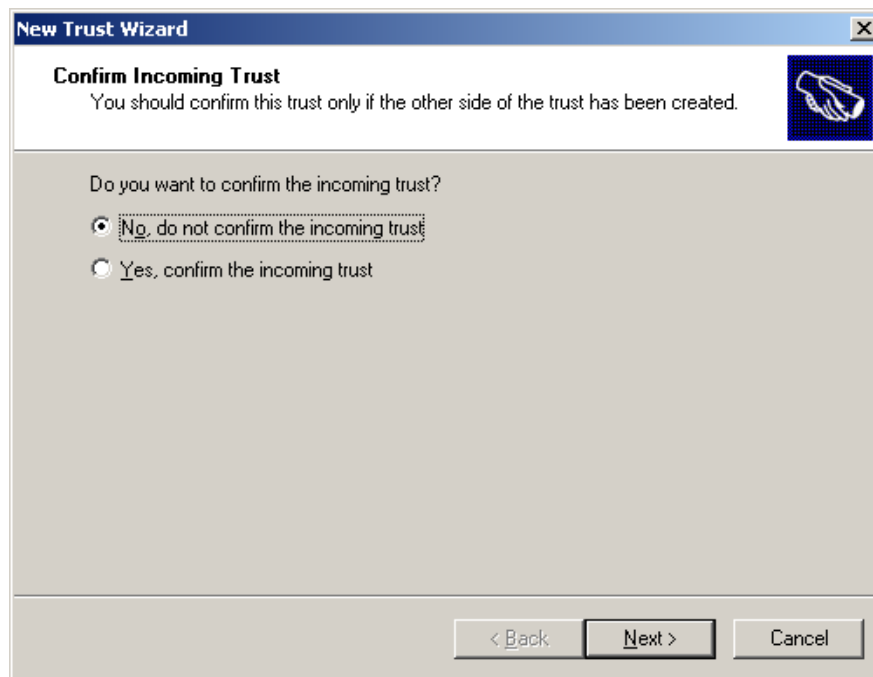 New Trust Wizard
Confirm Incoming Trust
You should confirm this trust only if the other side of the trust has been created.
Do you want to confirm the incoming trust?
No, do not confirm the incoming trust
Yes, confirm the incoming trust
< Back Next > Cancel